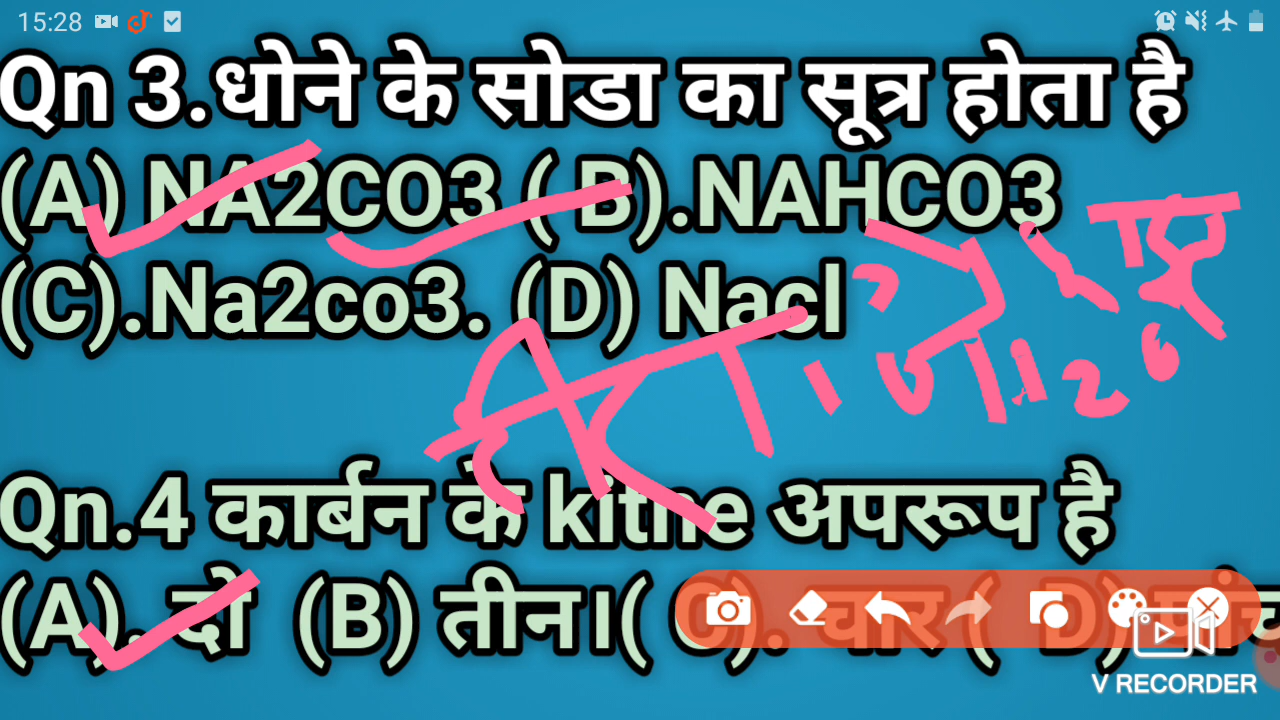 15:28
Qn 3.धोने के सोडा का सूत्र होता है
(A) NA2CO3 (B).NAHCO3
(C).Na2co3. (D) Nacl
Qn.4 कार्बन के kitne अपरूप है
(A). दो (B) तीन।( C). चार ( D) पांच
V RECORDER